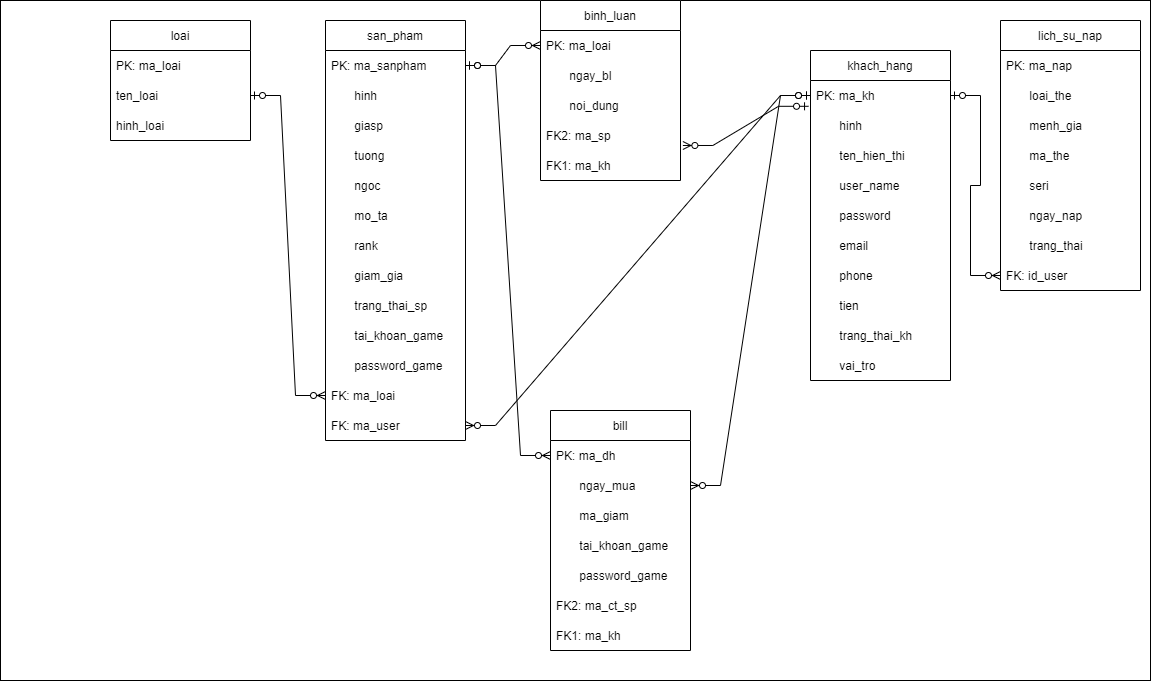 loai
PK: ma_loai
ten_loai
hinh_loai
san_pham
PK: ma_sanpham
hinh
giasp
tuong
ngoc
mo_ta
rank
giam_gia
trang_thai_sp
tai_khoan_game
password_game
FK: ma_loai
FK: ma_user
binh_luan
PK: ma_loai
ngay_bl
noi_dung
FK2: ma_sp
FK1: ma_kh
bill
PK: ma_dh
ngay_mua
ma_giam
tai_khoan_game
password_game
FK2: ma_ct_sp
FK1: ma_kh
khach_hang
PK: ma_kh
hinh
ten_hien_thi
user_name
password
email
phone
tien
trang_thai_kh
vai_tro
lich_su_nap
PK: ma_nap
loai_the
menh_gia
ma_the
seri
ngay_nap
trang_thai
FK: id_user